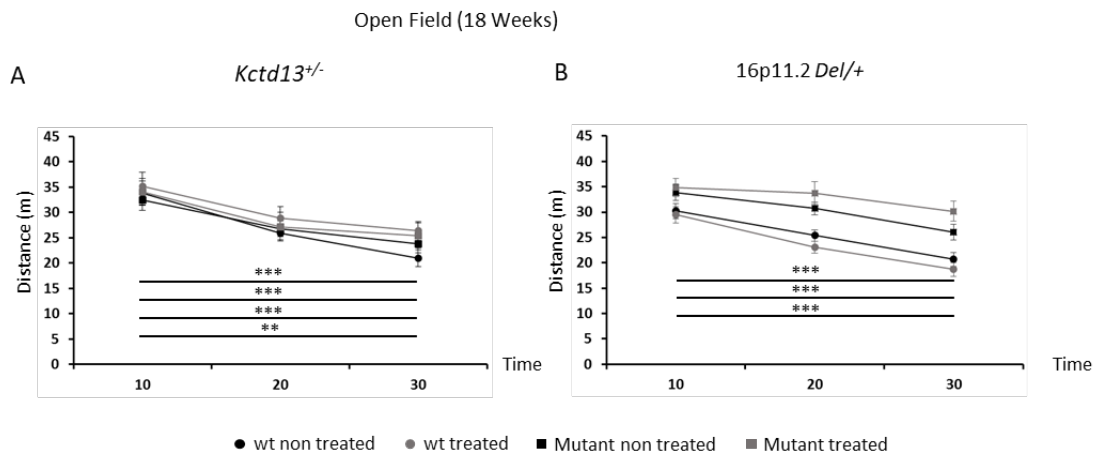 Open Field (18 Weeks)
A
Kctd13+/-
B
16p11.2 Del/+
Distance (m)
45
40
35
30
25
20
15
10
5
0
***
***
***
**
10
20
30
Time
Distance (m)
45
40
35
30
25
20
15
10
5
0
***
***
***
10
20
30
Time
wt non treated
wt treated
Mutant non treated
Mutant treated